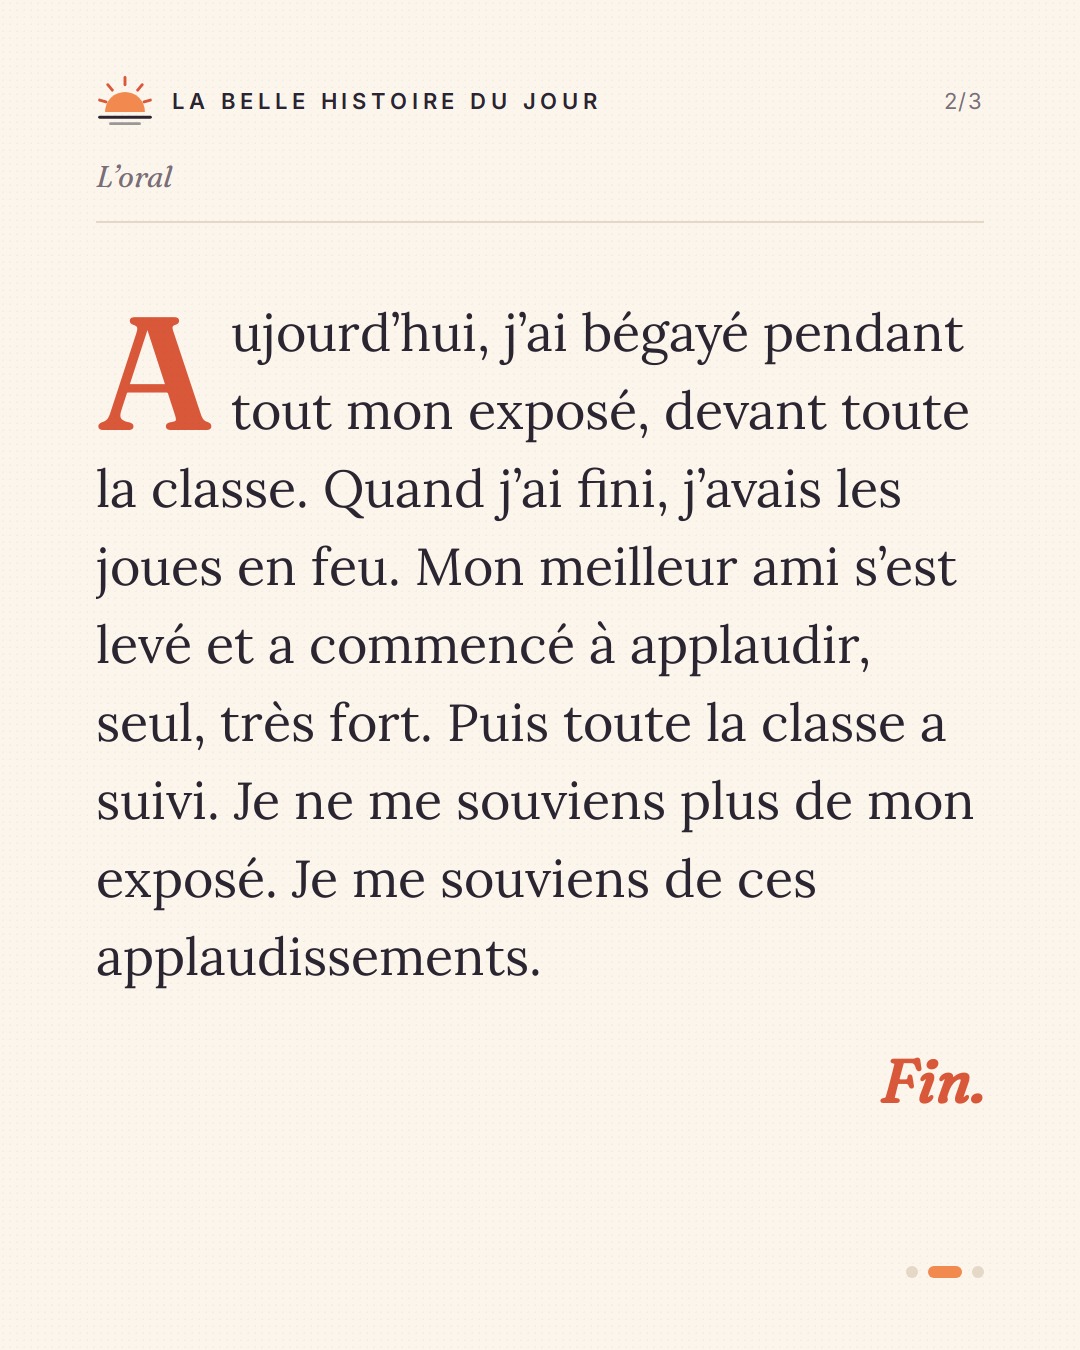 LA BELLE HISTOIRE DU JOUR
2/3
L’oral
Aujourd’hui, j’ai bégayé pendant
tout mon exposé, devant toute
la classe. Quand j’ai fini, j’avais les
joues en feu. Mon meilleur ami s’est
levé et a commencé à applaudir,
seul, très fort. Puis toute la classe a
suivi. Je ne me souviens plus de mon
exposé. Je me souviens de ces
applaudissements.
Fin.